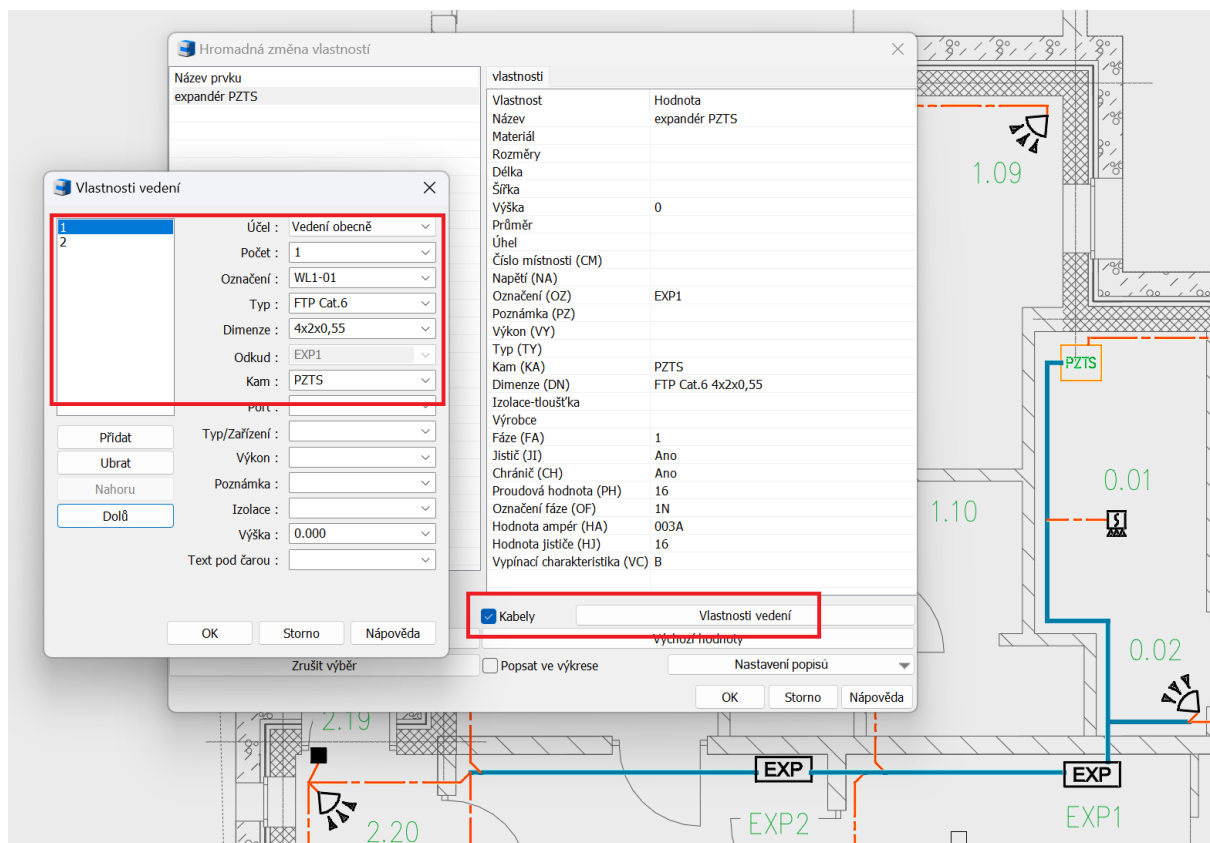 Hromadná změna vlastností
Název prvku
expandér PZTS
vlastnosti
Vlastnost Hodnota
Název expandér PZTS
Materiál
Rozměry
Délka
Šířka
Výška 0
Průměr
Úhel
Číslo místnosti (CM)
Napětí (NA)
Označení (OZ) EXP1
Poznámka (PZ)
Výkon (VY)
Typ (TY)
Kam (KA) PZTS
Dimenze (DN) FTP Cat.6 4x2x0,55
Izolace-tloušťka
Výrobce
Fáze (FA) 1
Jistič (JI) Ano
Chránič (CH) Ano
Proudová hodnota (PH) 16
Označení fáze (OF) 1N
Hodnota ampér (HA) 003A
Hodnota jističe (HJ) 16
Vypínací charakteristika (VC) B
Kabely Vlastnosti vedení
Výchozí hodnoty
Zrušit výběr
Popsat ve výkrese Nastavení popisů
OK Storno Nápověda
Vlastnosti vedení
1
2
Účel : Vedení obecně
Počet : 1
Označení : WL1-01
Typ : FTP Cat.6
Dimenze : 4x2x0,55
Odkud : EXP1
Kam : PZTS
Port :
Typ/Zařízení :
Výkon :
Poznámka :
Izolace :
Výška : 0.000
Text pod čarou :
Přidat
Ubrat
Nahoru
Dolů
OK Storno Nápověda
1.09
PZTS
0.01
1.10
0.02
2.19
EXP
EXP
2.20
EXP2
EXP1